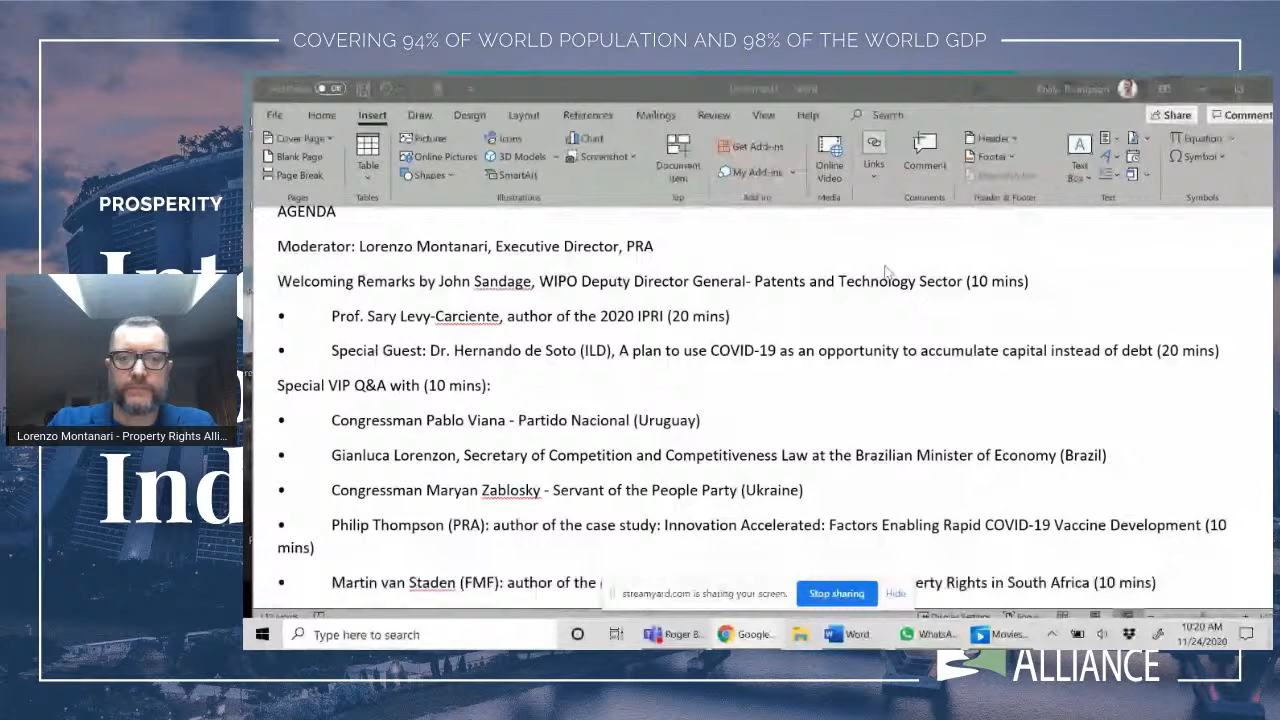 COVERING 94% OF WORLD POPULATION AND 98% OF THE WORLD GDP
Off
Share
Comment
File Home Insert Draw Design Layout References Mailings Review View Help Search
Cover Page
Blank Page
Page Break
Table
Pictures
Online Pictures
Shapes
Icons
3D Models
SmartArt
Chart
Screenshot
Document Item
Get Add-ins
My Add-ins
Online Video
Links
Comment
Header
Footer
Text Box
Equation
Symbol
Pages
Tables
Illustrations
Tap
Add-ins
Media
Comments
Header & Footer
Text
Symbols
PROSPERITY
Int
Ind
AGENDA
Moderator: Lorenzo Montanari, Executive Director, PRA
Welcoming Remarks by John Sandage, WIPO Deputy Director General- Patents and Technology Sector (10 mins)
• Prof. Sary Levy-Carciente, author of the 2020 IPRI (20 mins)
• Special Guest: Dr. Hernando de Soto (ILD), A plan to use COVID-19 as an opportunity to accumulate capital instead of debt (20 mins)
Special VIP Q&A with (10 mins):
• Congressman Pablo Viana - Partido Nacional (Uruguay)
• Gianluca Lorenzon, Secretary of Competition and Competitiveness Law at the Brazilian Minister of Economy (Brazil)
• Congressman Maryan Zablosky - Servant of the People Party (Ukraine)
• Philip Thompson (PRA): author of the case study: Innovation Accelerated: Factors Enabling Rapid COVID-19 Vaccine Development (10
mins)
• Martin van Staden (FMF): author of the erty Rights in South Africa (10 mins)
Lorenzo Montanari - Property Rights Alli...
streamyard.com is sharing your screen. Stop sharing Hide
Type here to search
Roger B... Google... Word WhatsA... Movies...
10:20 AM
11/24/2020
ALLIANCE